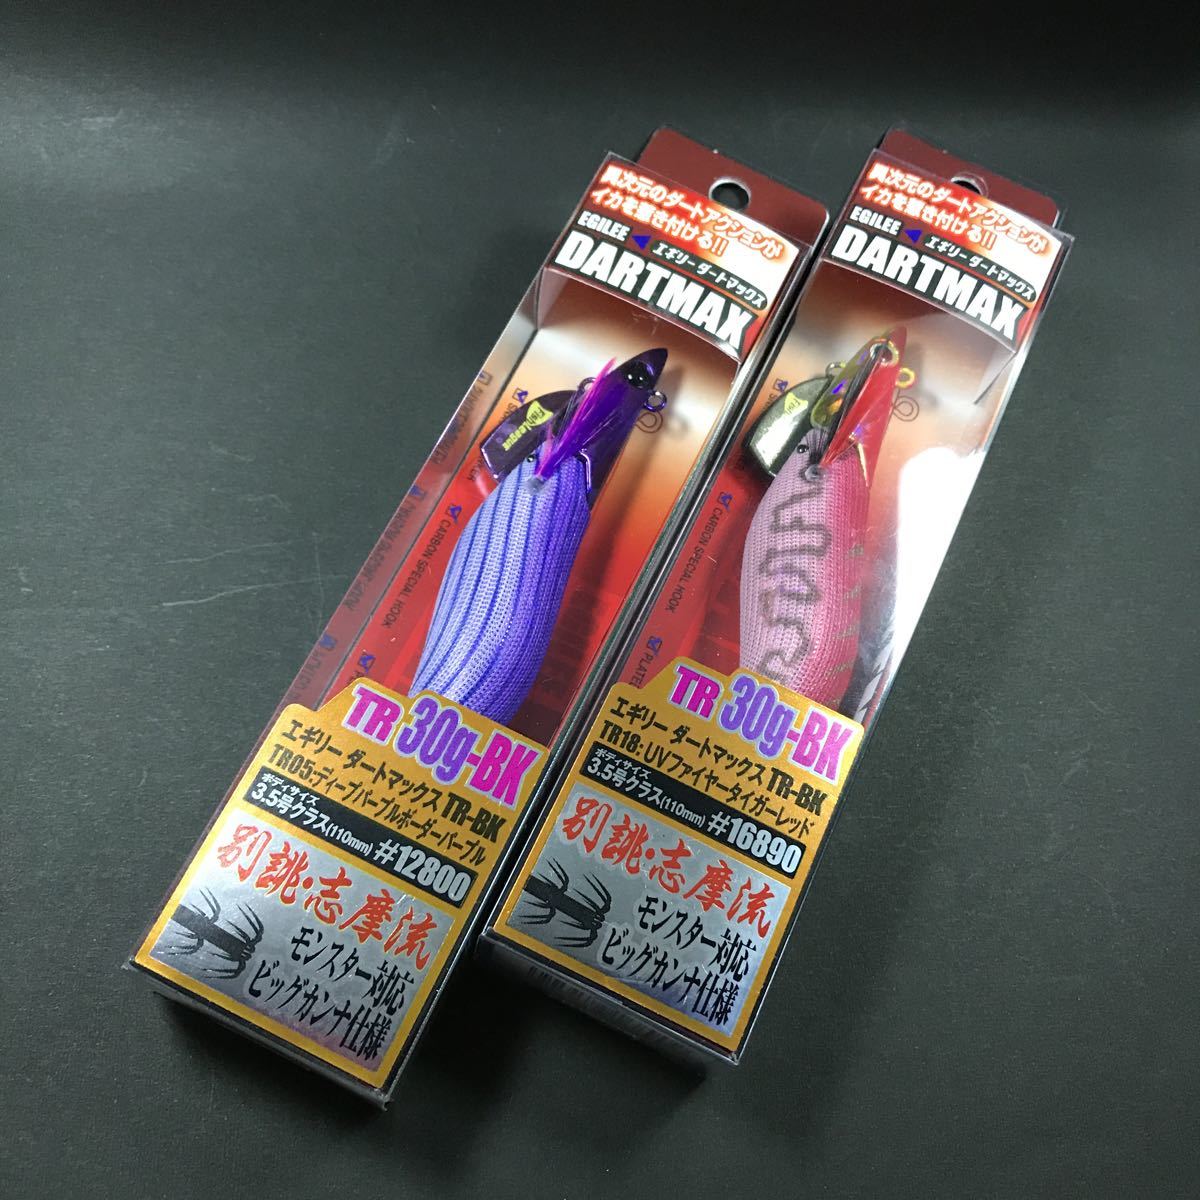 異次元のダートアクションが
イカを惹き付ける!!
EGILEE
エギリー ダートマックス
DARTMAX
FishLeague
CARBON SPECIAL HOOK
TR 30g-BK
エギリー ダートマックス TR-BK
TR05:ディープパープルボーダーパープル
ボディサイズ
3.5号クラス(110mm) #12800
別誂・志摩流
モンスター対応
ビッグカンナ仕様
異次元のダートアクションが
イカを惹き付ける!!
EGILEE
エギリー ダートマックス
DARTMAX
Fish
CARBON SPECIAL HOOK
TR 30g-BK
エギリー ダートマックス TR-BK
TR18:UVファイヤータイガーレッド
ボディサイズ
3.5号クラス(110mm) #16890
別誂・志摩流
モンスター対応
ビッグカンナ仕様